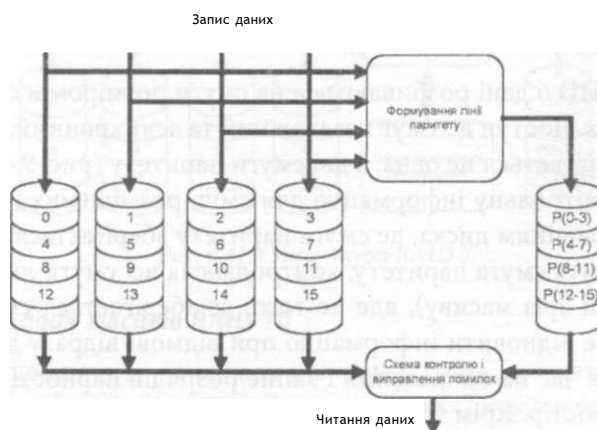 Запис даних
Формування лінії
паритету
0 1 2 3
4 5 6 7
8 9 10 11
12 13 14 15
P(0-3)
P(4-7)
P(8-11)
P(12-15)
Схема контролю і
виправлення помилок
Читання даних